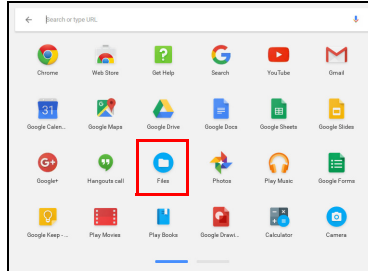 Search or type URL
Chrome
Web Store
Get Help
Search
YouTube
Gmail
31
Google Calen...
Google Maps
Google Drive
Google Docs
Google Sheets
Google Slides
G+
Google+
Hangouts call
Files
Photos
Play Music
Google Forms
Google Keep -...
Play Movies
Play Books
Google Drawi...
Calculator
Camera